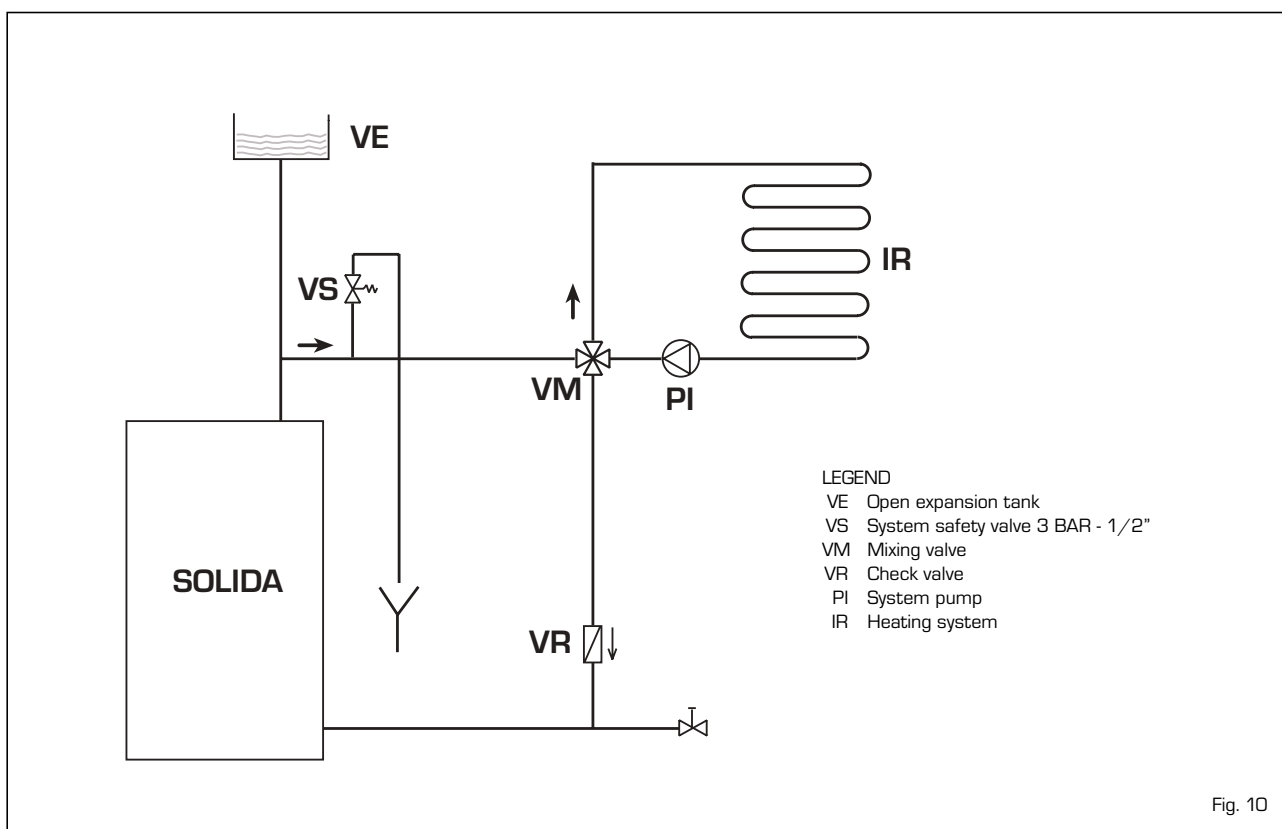 VE
VS
IR
VM
PI
SOLIDA
VR
LEGEND
VE Open expansion tank
VS System safety valve 3 BAR - 1/2”
VM Mixing valve
VR Check valve
PI System pump
IR Heating system
Fig. 10